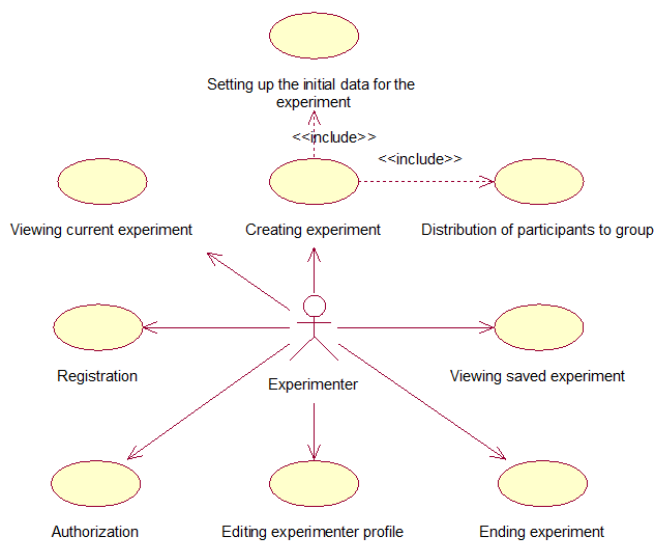 Setting up the initial data for the
experiment
<<include>>
<<include>>
Viewing current experiment
Creating experiment
Distribution of participants to group
Registration
Experimenter
Viewing saved experiment
Authorization
Editing experimenter profile
Ending experiment